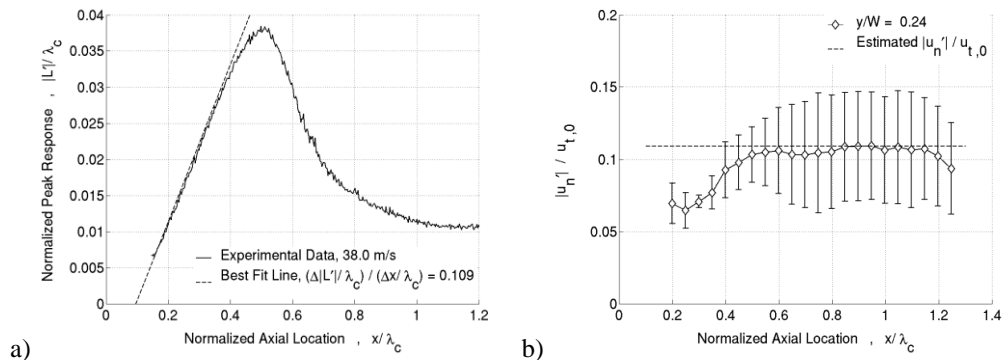 0.04
0.035
0.03
0.025
0.02
0.015
0.01
0.005
0
Normalized Peak Response , |L'|/ λc
Experimental Data, 38.0 m/s
Best Fit Line, (Δ|L'|/ λc) / (Δx/ λc) = 0.109
0 0.2 0.4 0.6 0.8 1 1.2
Normalized Axial Location , x/ λc
a)
0.2
0.15
0.1
0.05
0
|un'| / ut,0
y/W = 0.24
Estimated |un'| / ut,0
0 0.2 0.4 0.6 0.8 1 1.2 1.4
Normalized Axial Location , x/ λc
b)